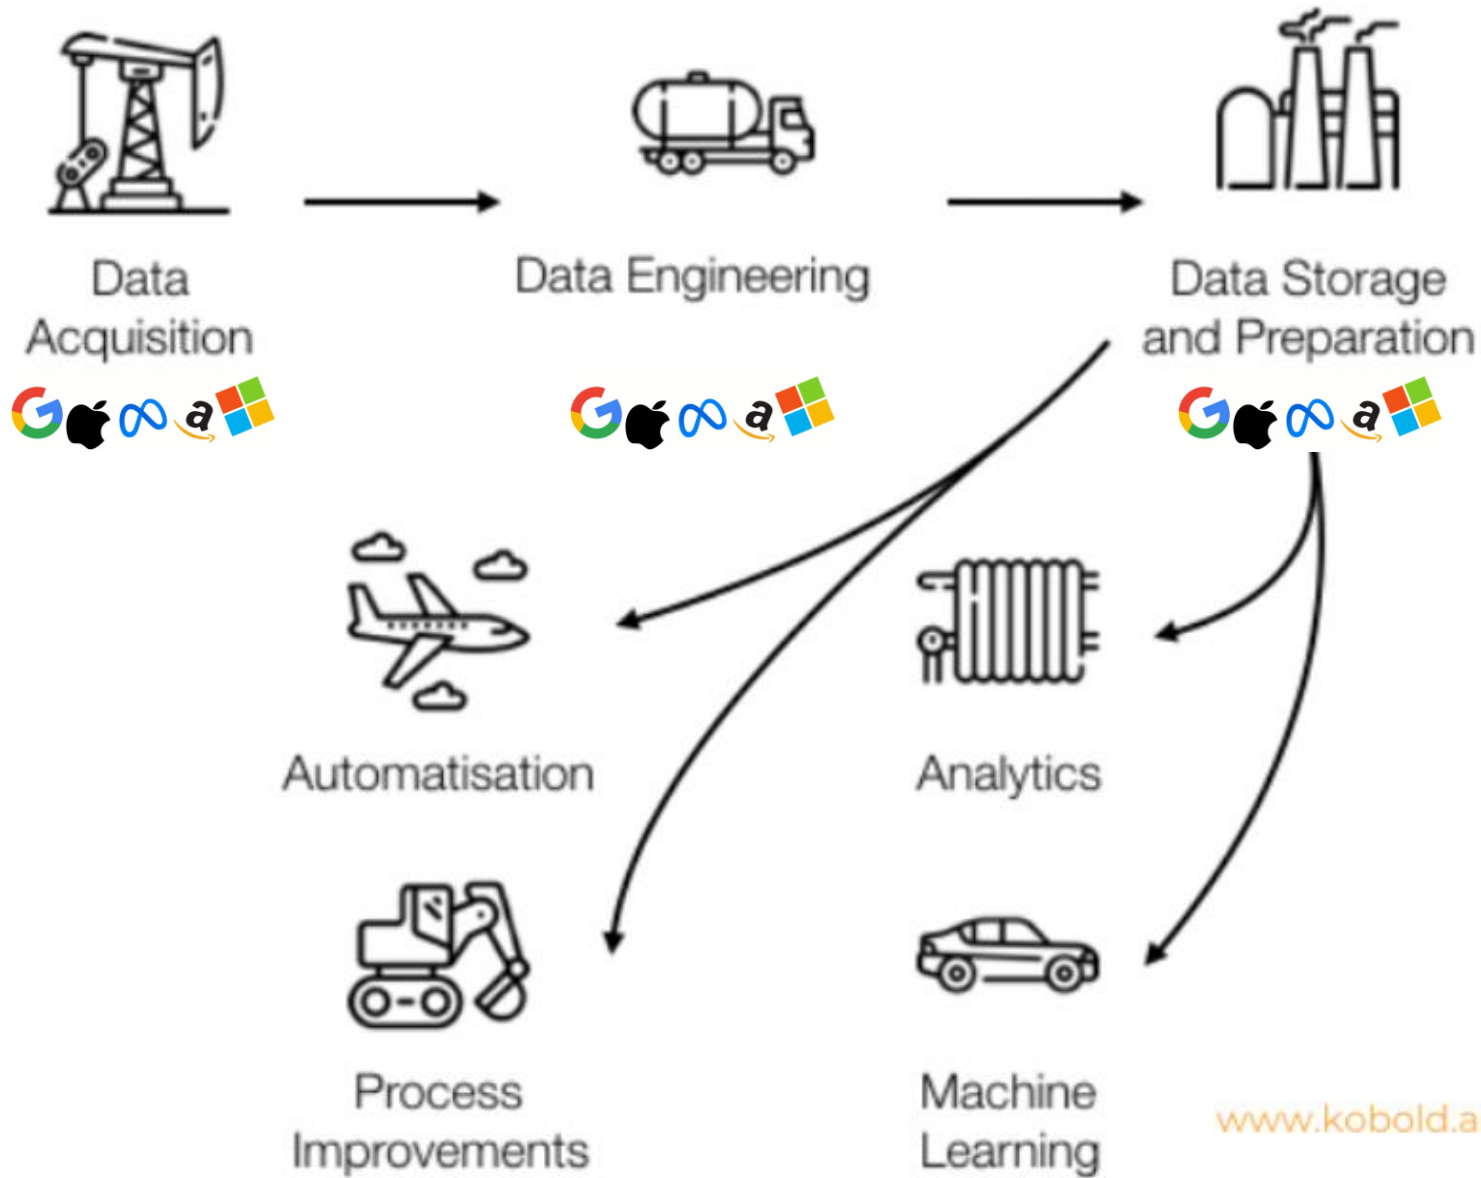 Data
Acquisition
Data Engineering
Data Storage
and Preparation
a
a
a
Automatisation
Analytics
Process
Improvements
Machine
Learning
www.kobold.a